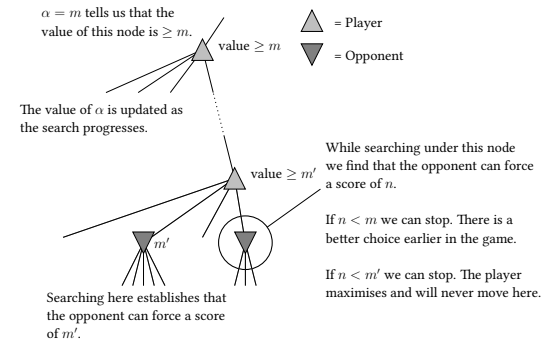 α = m tells us that the
value of this node is ≥ m.
value ≥ m
= Player
= Opponent
The value of α is updated as
the search progresses.
value ≥ m′
While searching under this node
we find that the opponent can force
a score of n.
If n < m we can stop. There is a
better choice earlier in the game.
If n < m′ we can stop. The player
maximises and will never move here.
m′
Searching here establishes that
the opponent can force a score
of m′.